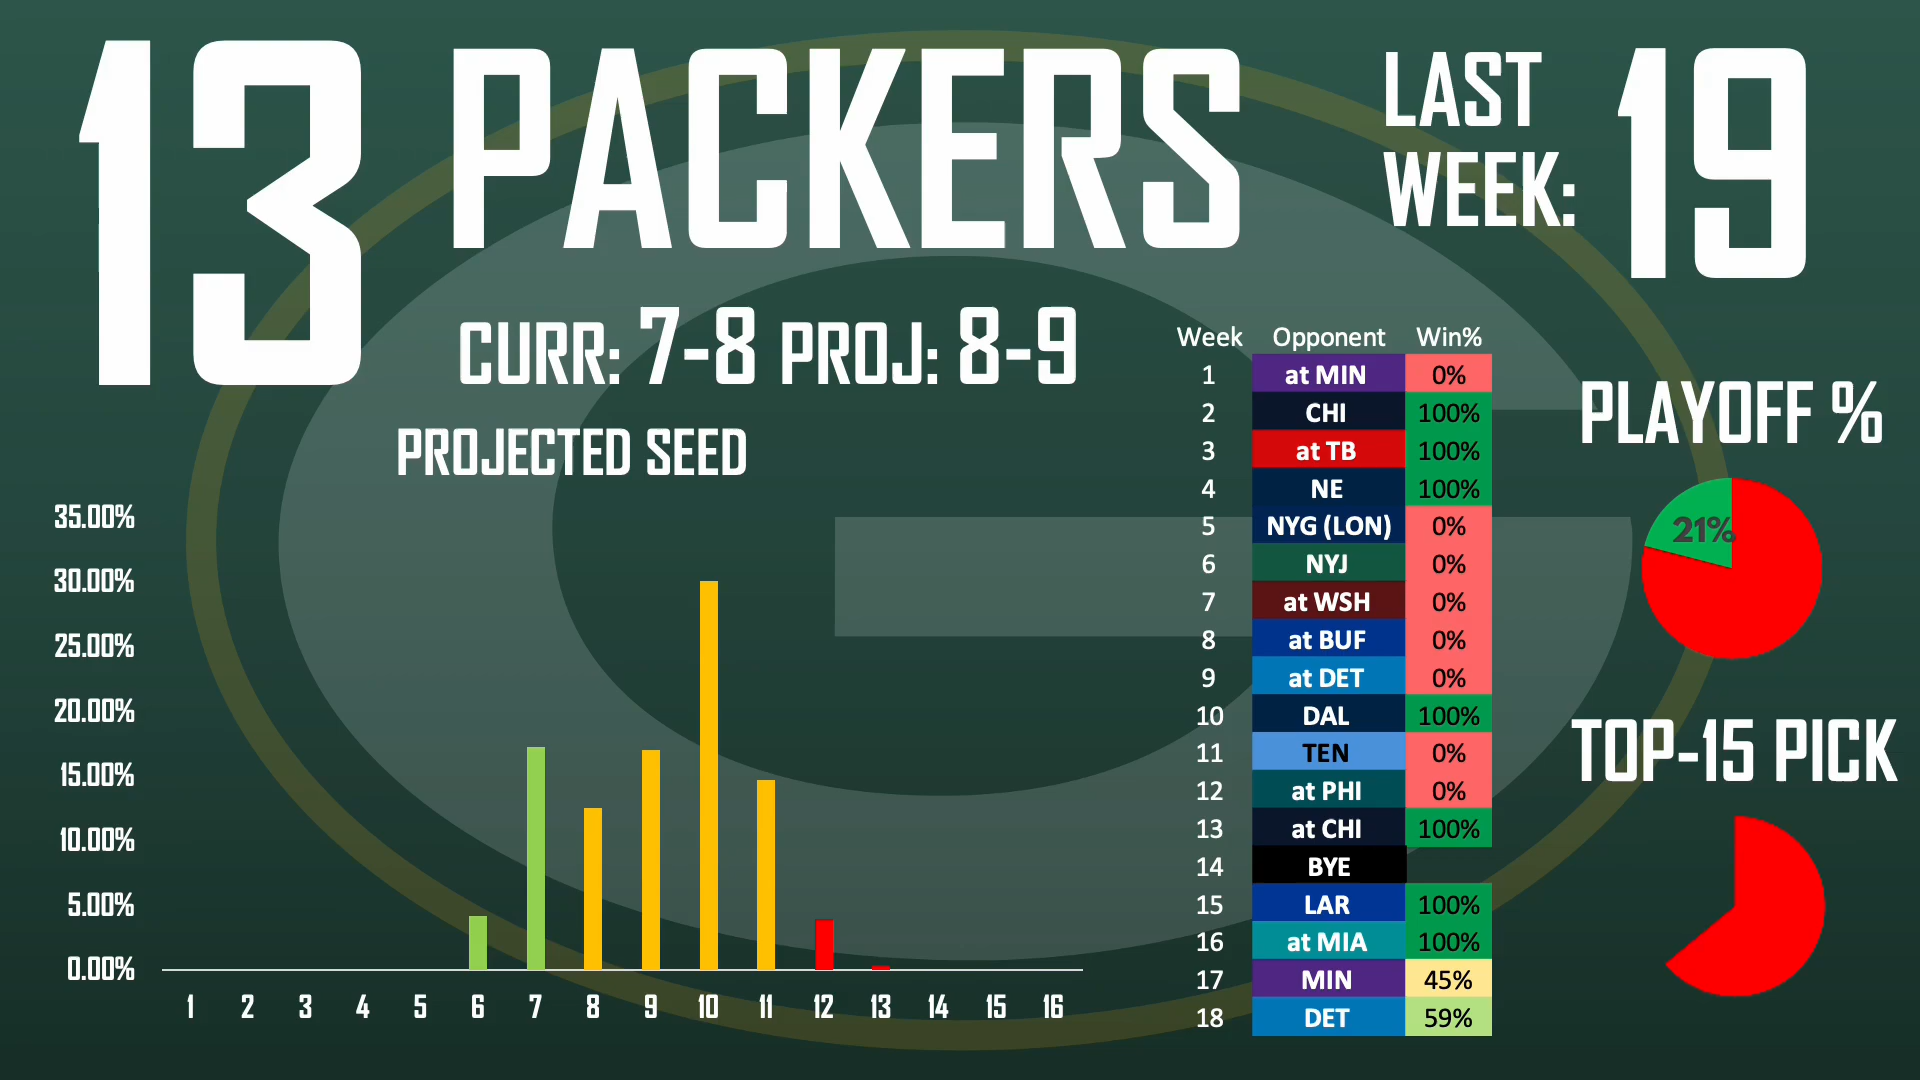 13 PACKERS LAST WEEK: 19
CURR: 7-8 PROJ: 8-9
PROJECTED SEED
35.00%
30.00%
25.00%
20.00%
15.00%
10.00%
5.00%
0.00%
1 2 3 4 5 6 7 8 9 10 11 12 13 14 15 16
Week Opponent Win%
1 at MIN 0%
2 CHI 100%
3 at TB 100%
4 NE 100%
5 NYG (LON) 0%
6 NYJ 0%
7 at WSH 0%
8 at BUF 0%
9 at DET 0%
10 DAL 100%
11 TEN 0%
12 at PHI 0%
13 at CHI 100%
14 BYE
15 LAR 100%
16 at MIA 100%
17 MIN 45%
18 DET 59%
PLAYOFF %
21%
TOP-15 PICK